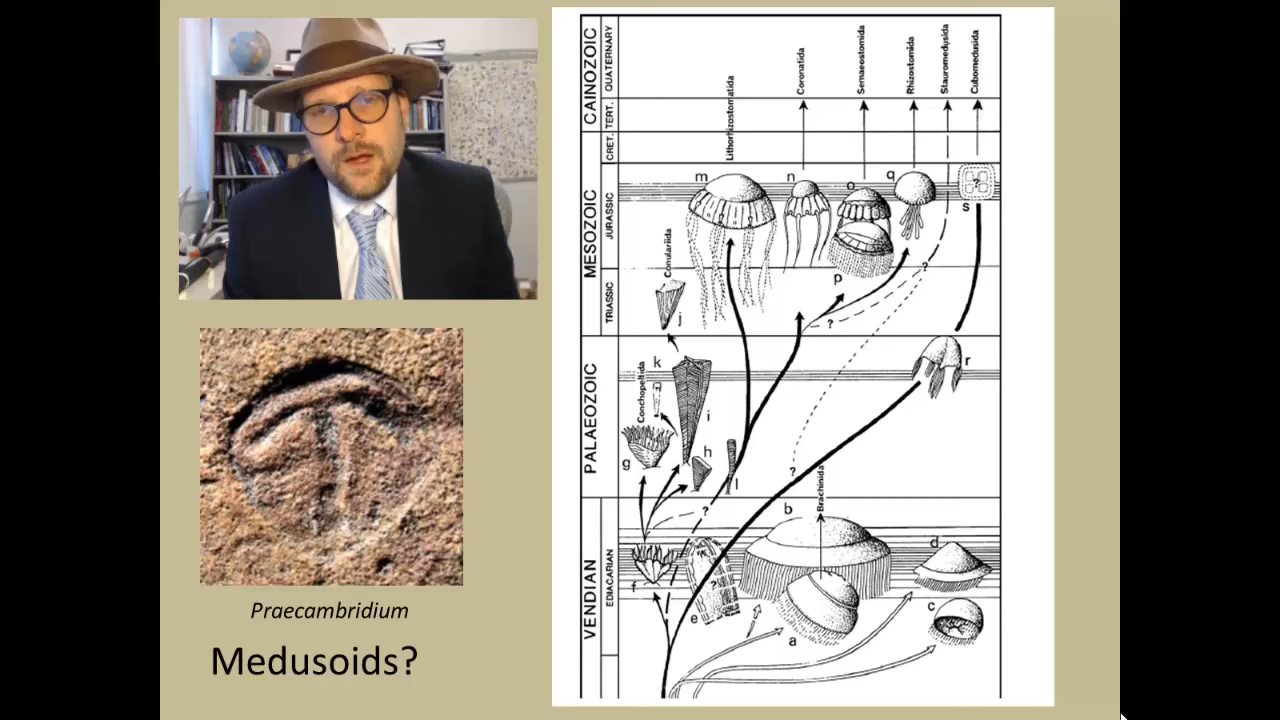 Praecambridium
Medusoids?
CAINOZOIC
QUATERNARY
TERT.
CRET.
MESOZOIC
JURASSIC
TRIASSIC
PALAEOZOIC
VENDIAN
EDIACARIAN
Lithorhizostomatida
Coronatida
Semaeostomida
Rhizostomida
Stauromedusida
Cubomedusida
m
n
o
q
?
s
Conulariida
p
?
j
?
k
r
Conchopeltida
i
g
h
l
?
Brachinida
?
b
d
f
?
e
c
a